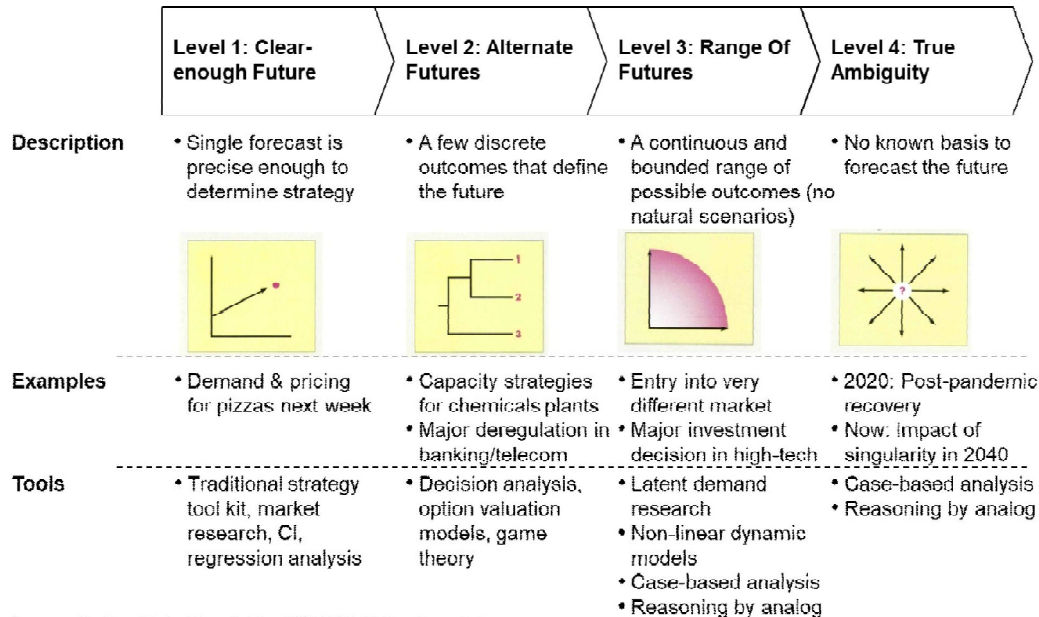 Level 1: Clear-
enough Future
Level 2: Alternate
Futures
Level 3: Range Of
Futures
Level 4: True
Ambiguity
Description
• Single forecast is
precise enough to
determine strategy
• A few discrete
outcomes that define
the future
• A continuous and
bounded range of
possible outcomes (no
natural scenarios)
• No known basis to
forecast the future
1
2
3
?
Examples
• Demand & pricing
for pizzas next week
• Capacity strategies
for chemicals plants
• Major deregulation in
banking/telecom
• Entry into very
different market
• Major investment
decision in high-tech
• 2020: Post-pandemic
recovery
• Now: Impact of
singularity in 2040
Tools
• Traditional strategy
tool kit, market
research, CI,
regression analysis
• Decision analysis,
option valuation
models, game
theory
• Latent demand
research
• Non-linear dynamic
models
• Case-based analysis
• Reasoning by analog
• Case-based analysis
• Reasoning by analog